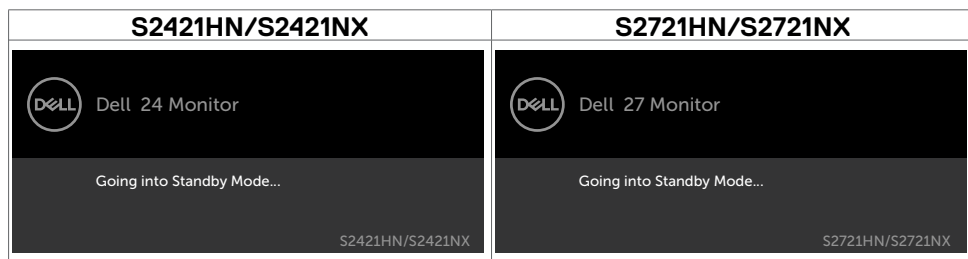 S2421HN/S2421NX
S2721HN/S2721NX
DELL Dell 24 Monitor
Going into Standby Mode...
S2421HN/S2421NX
DELL Dell 27 Monitor
Going into Standby Mode...
S2721HN/S2721NX